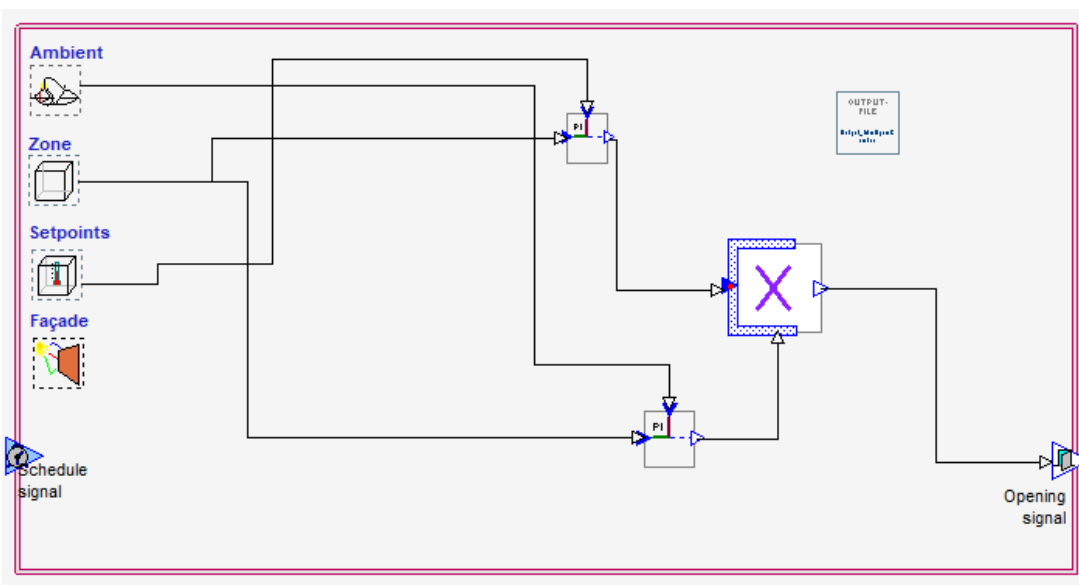 Ambient
Zone
Setpoints
Façade
Schedule
signal
OUTPUT-
FILE
PI
PI
X
Opening
signal